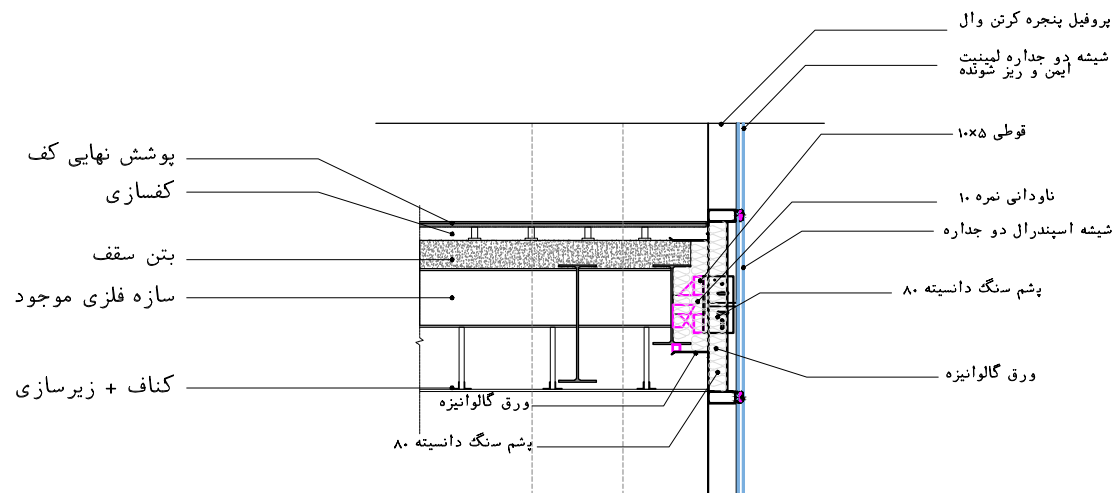 پروفیل پنجره کرتن وال
شیشه دو جداره لمینیت
ایمن و ریز شونده
قوطی ۵×۱۰
ناودانی نمره ۱۰
شیشه اسپندرال دو جداره
پشم سنگ دانسیته ۸۰
ورق گالوانیزه
پوشش نهایی کف
کفسازی
بتن سقف
سازه فلزی موجود
کناف + زیرسازی
ورق گالوانیزه
پشم سنگ دانسیته ۸۰